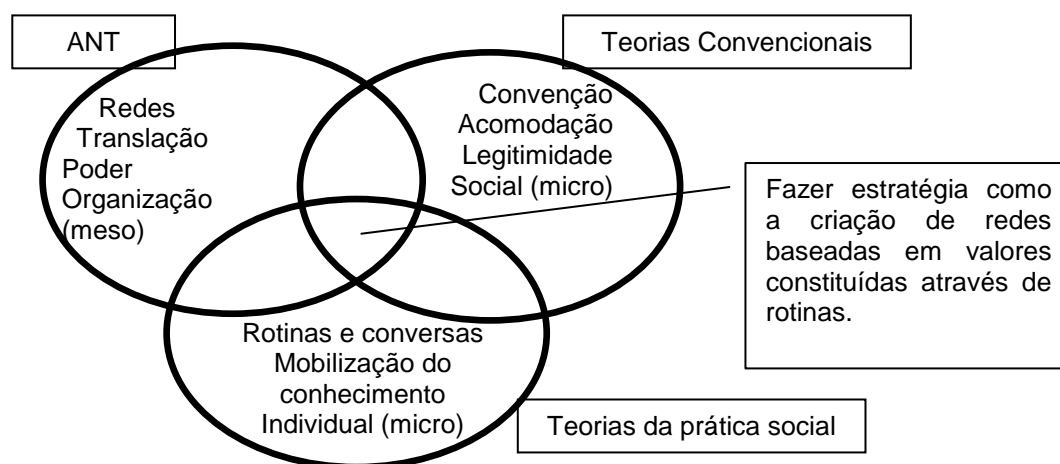 ANT
Teorias Convencionais
Redes
Translação
Poder
Organização
(meso)
Convenção
Acomodação
Legitimidade
Social (micro)
Fazer estratégia como
a criação de redes
baseadas em valores
constituídas através de
rotinas.
Rotinas e conversas
Mobilização do
conhecimento
Individual (micro)
Teorias da prática social